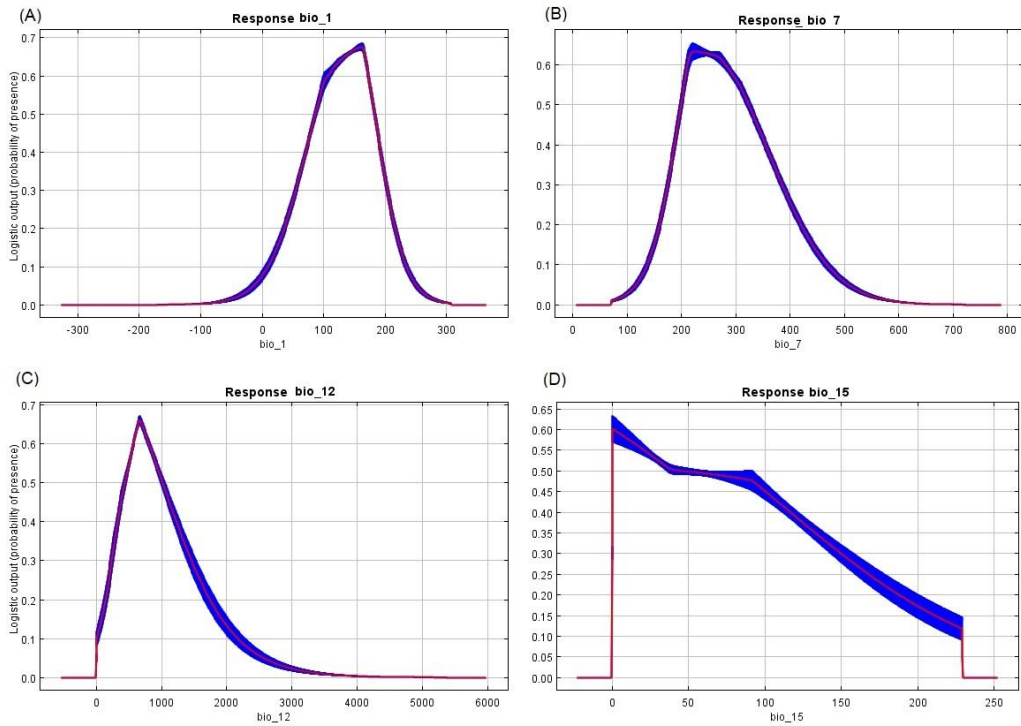 (A)
Response bio_1
Logistic output (probability of presence)
0.7
0.6
0.5
0.4
0.3
0.2
0.1
0.0
-300 -200 -100 0 100 200 300
bio_1
(B)
Response_bio_7
0.6
0.5
0.4
0.3
0.2
0.1
0.0
0 100 200 300 400 500 600 700 800
bio_7
(C)
Response bio_12
Logistic output (probability of presence)
0.7
0.6
0.5
0.4
0.3
0.2
0.1
0.0
0 1000 2000 3000 4000 5000 6000
bio_12
(D)
Response bio_15
0.65
0.60
0.55
0.50
0.45
0.40
0.35
0.30
0.25
0.20
0.15
0.10
0.05
0.00
0 50 100 150 200 250
bio_15